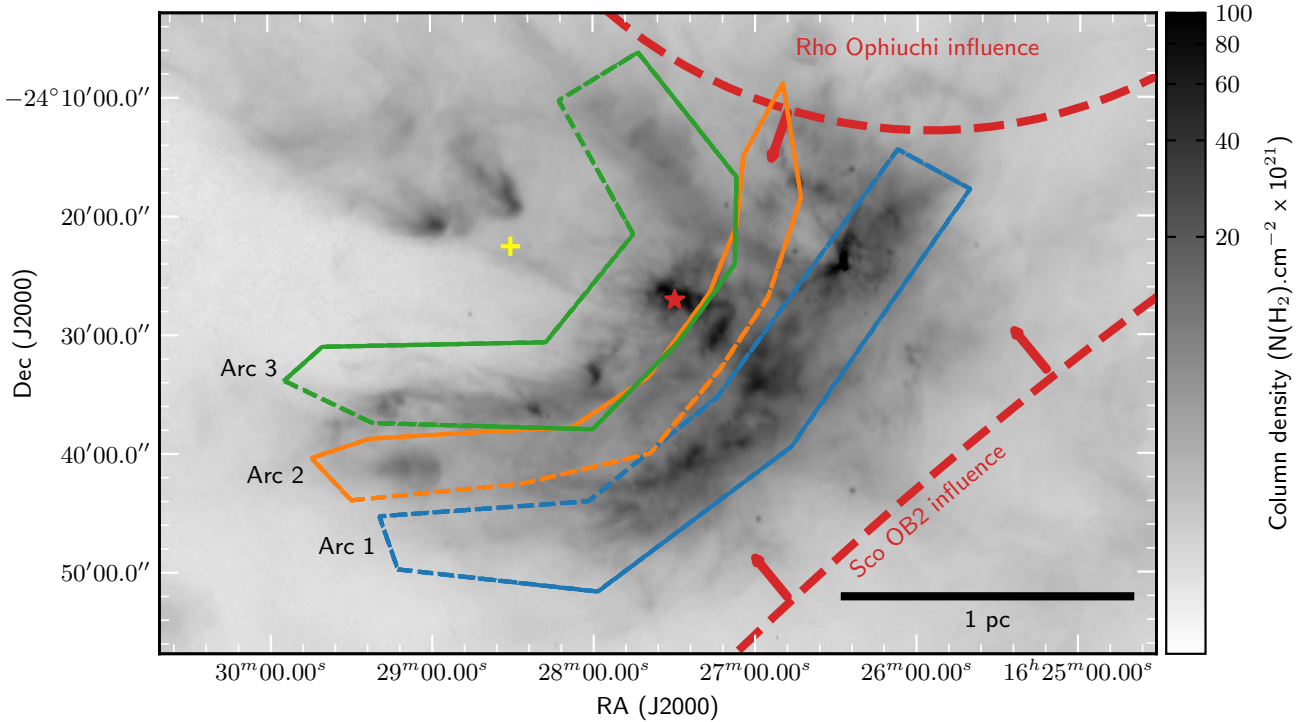 Rho Ophiuchi influence
−24°10′00.0″
20′00.0″
30′00.0″
40′00.0″
50′00.0″
Dec (J2000)
Arc 3
Arc 2
Arc 1
Sco OB2 influence
1 pc
30ᵐ00.00ˢ
29ᵐ00.00ˢ
28ᵐ00.00ˢ
27ᵐ00.00ˢ
26ᵐ00.00ˢ
16ʰ25ᵐ00.00ˢ
RA (J2000)
100
80
60
40
20
Column density (N(H₂).cm⁻² x 10²¹)